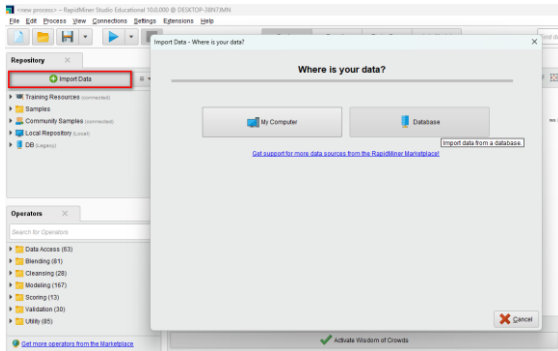 <new process> – RapidMiner Studio Educational 10.0.000 @ DESKTOP-38N7JMN
File Edit Process View Connections Settings Extensions Help
Import Data - Where is your data?
Repository
Import Data
Training Resources (connected)
Samples
Community Samples (connected)
Local Repository (Local)
DB (Legacy)
Where is your data?
My Computer
Database
Import data from a database.
Get support for more data sources from the RapidMiner Marketplace!
Operators
Search for Operators
Data Access (63)
Blending (81)
Cleansing (28)
Modeling (167)
Scoring (13)
Validation (30)
Utility (85)
Get more operators from the Marketplace
Cancel
Activate Wisdom of Crowds